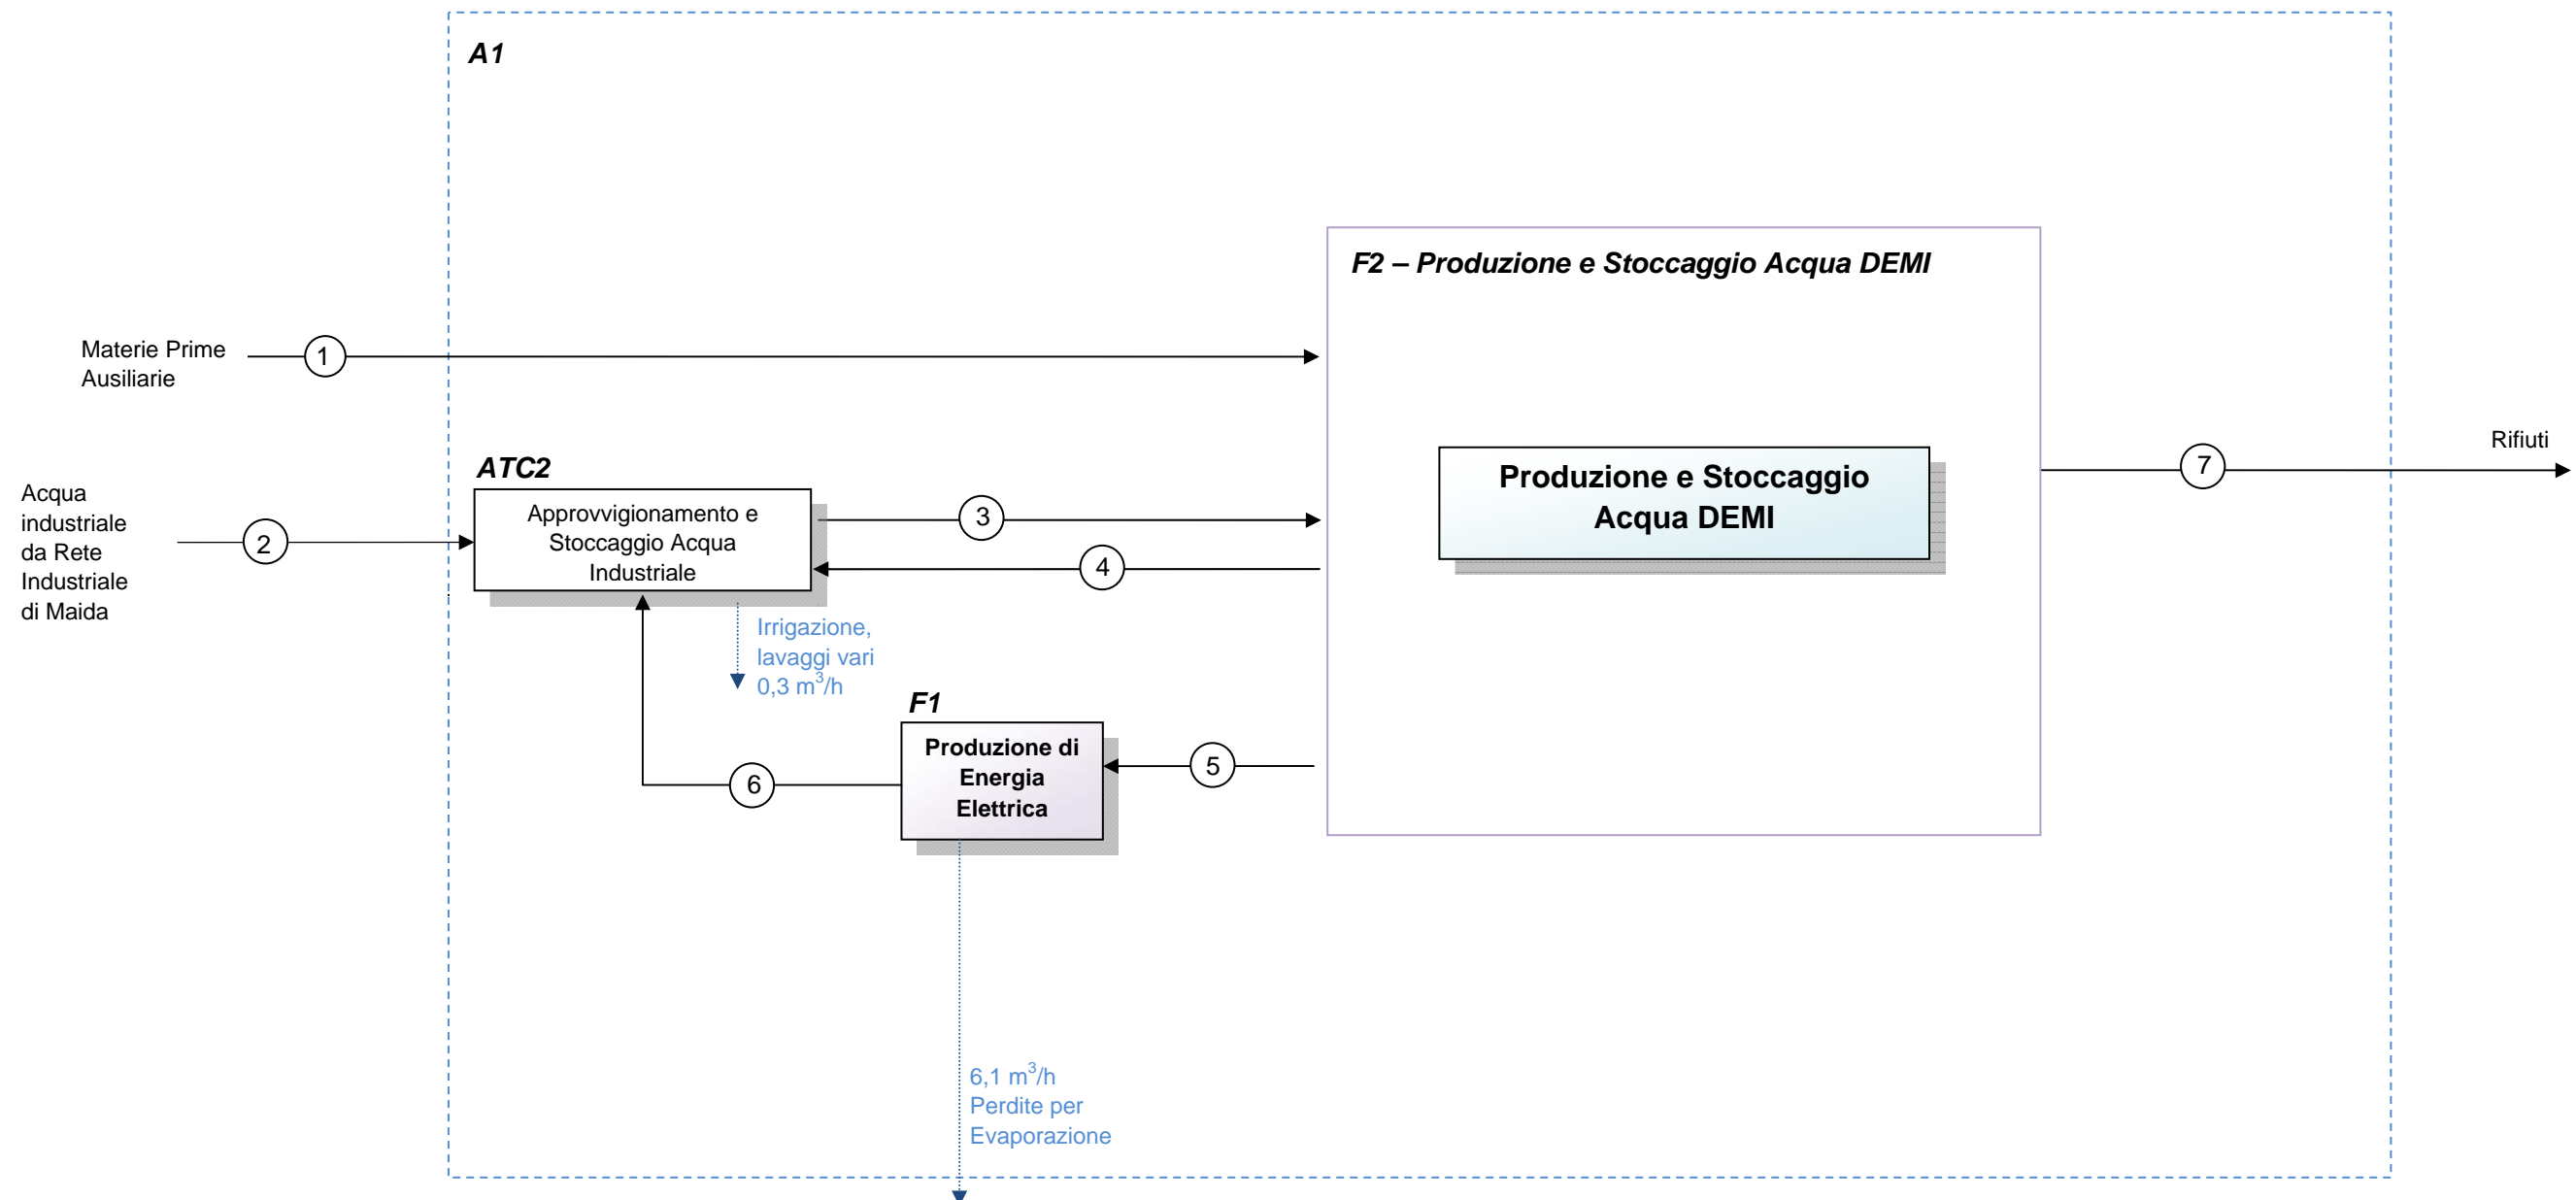 A1
F2 – Produzione e Stoccaggio Acqua DEMI
Materie Prime
Ausiliarie
1
Rifiuti
7
ATC2
Acqua
industriale
da Rete
Industriale
di Maida
2
Approvvigionamento e
Stoccaggio Acqua
Industriale
3
4
Produzione e Stoccaggio
Acqua DEMI
Irrigazione,
lavaggi vari
0,3 m³/h
F1
Produzione di
Energia
Elettrica
5
6
6,1 m³/h
Perdite per
Evaporazione